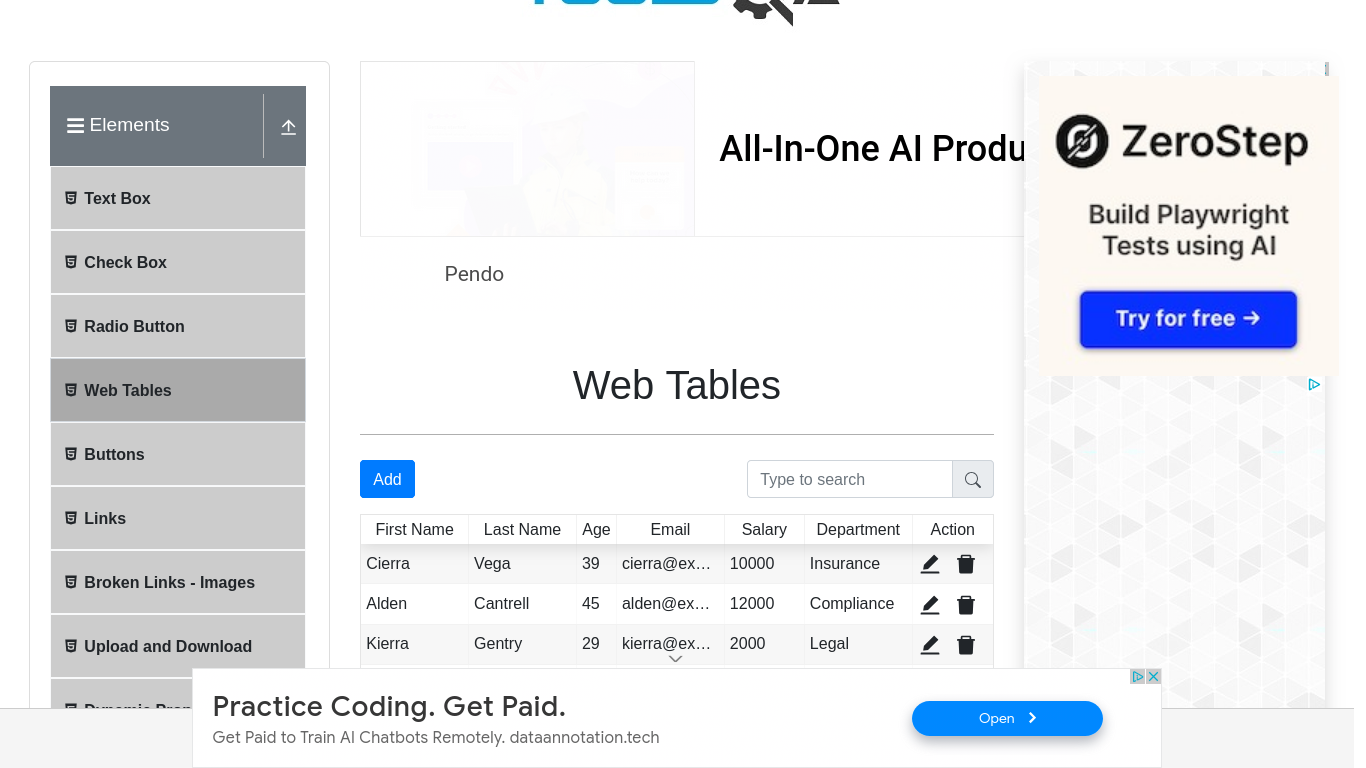 Elements
Text Box
Check Box
Radio Button
Web Tables
Buttons
Links
Broken Links - Images
Upload and Download
All-In-One AI Produ
Pendo
Web Tables
Add
Type to search
First Name Last Name Age Email Salary Department Action
Cierra Vega 39 cierra@ex… 10000 Insurance
Alden Cantrell 45 alden@ex… 12000 Compliance
Kierra Gentry 29 kierra@ex… 2000 Legal
ZeroStep
Build Playwright
Tests using AI
Try for free →
Practice Coding. Get Paid.
Get Paid to Train AI Chatbots Remotely. dataannotation.tech
Open